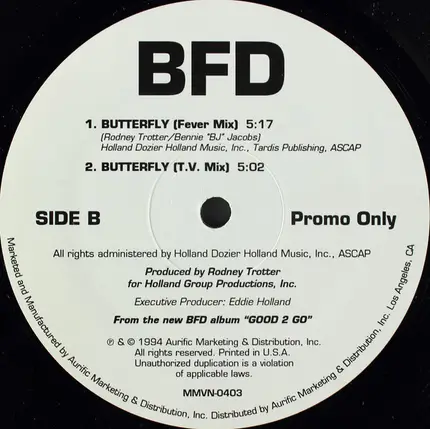 BFD
1. BUTTERFLY (Fever Mix) 5:17
(Rodney Trotter/Bennie "BJ" Jacobs)
Holland Dozier Holland Music, Inc., Tardis Publishing, ASCAP
2. BUTTERFLY (T.V. Mix) 5:02
SIDE B
Promo Only
All rights administered by Holland Dozier Holland Music, Inc., ASCAP
Produced by Rodney Trotter
for Holland Group Productions, Inc.
Executive Producer: Eddie Holland
From the new BFD album "GOOD 2 GO"
℗ & © 1994 Aurific Marketing & Distribution, Inc.
All rights reserved. Printed in U.S.A.
Unauthorized duplication is a violation
of applicable laws.
MMVN-0403
Marketed and Manufactured by Aurific Marketing & Distribution, Inc. Distributed by Aurific Marketing & Distribution, Inc. Los Angeles, CA